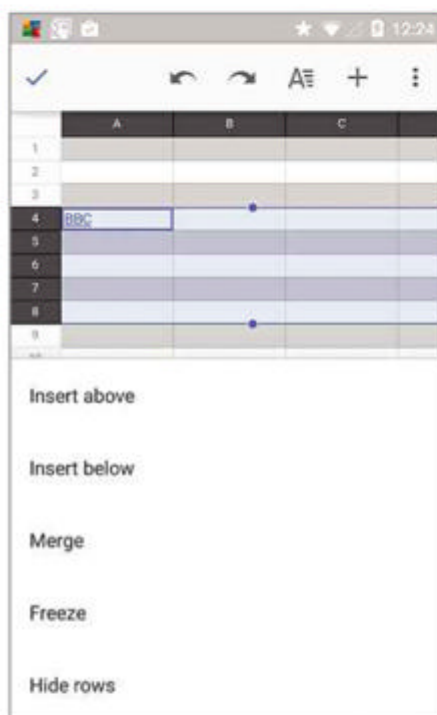 12:24
A
A B C
1
2
3
4 BBC
5
6
7
8
9
Insert above
Insert below
Merge
Freeze
Hide rows